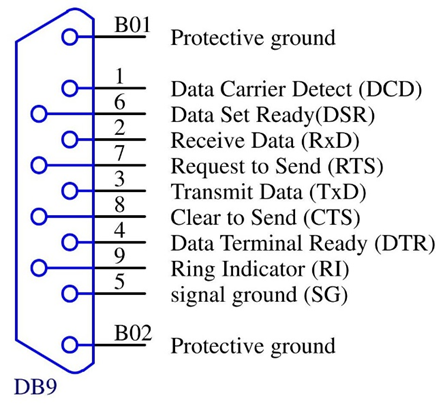 B01 Protective ground
1 Data Carrier Detect (DCD)
6 Data Set Ready(DSR)
2 Receive Data (RxD)
7 Request to Send (RTS)
3 Transmit Data (TxD)
8 Clear to Send (CTS)
4 Data Terminal Ready (DTR)
9 Ring Indicator (RI)
5 signal ground (SG)
B02 Protective ground
DB9